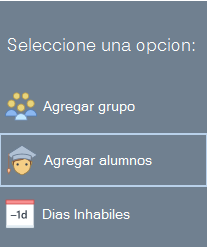 Seleccione una opcion:
Agregar grupo
Agregar alumnos
–1d
Dias Inhabiles